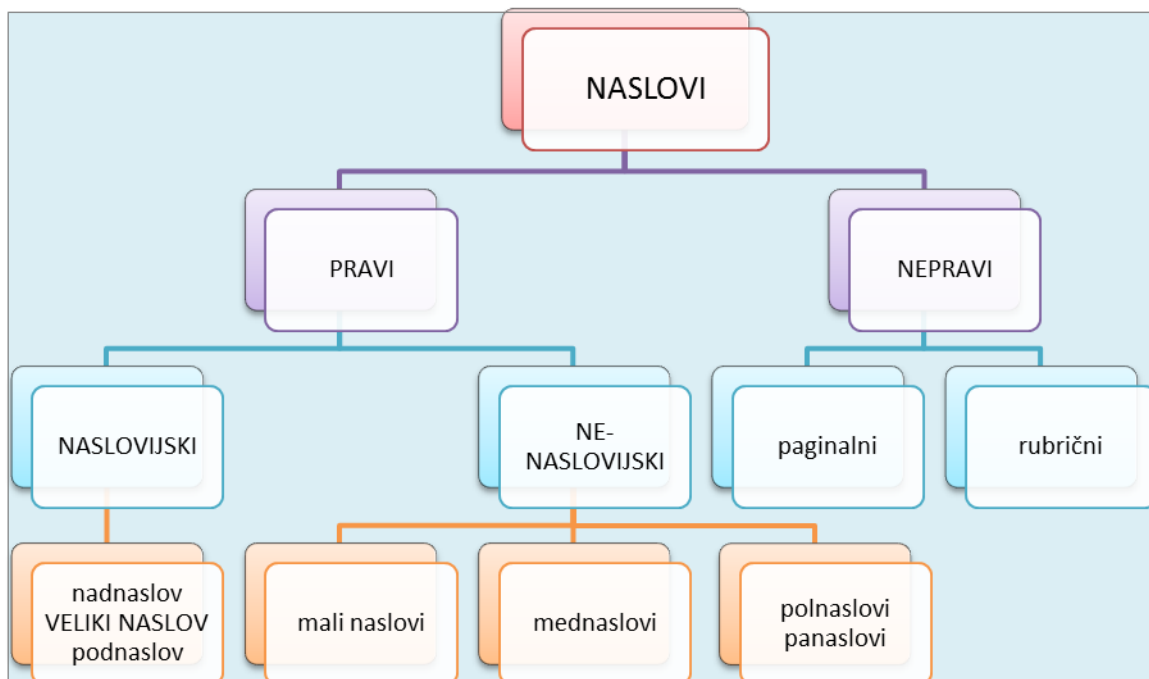 NASLOVI
PRAVI
NEPRAVI
NASLOVIJSKI
NE-
NASLOVIJSKI
paginalni
rubrični
nadnaslov
VELIKI NASLOV
podnaslov
mali naslovi
mednaslovi
polnaslovi
panaslovi